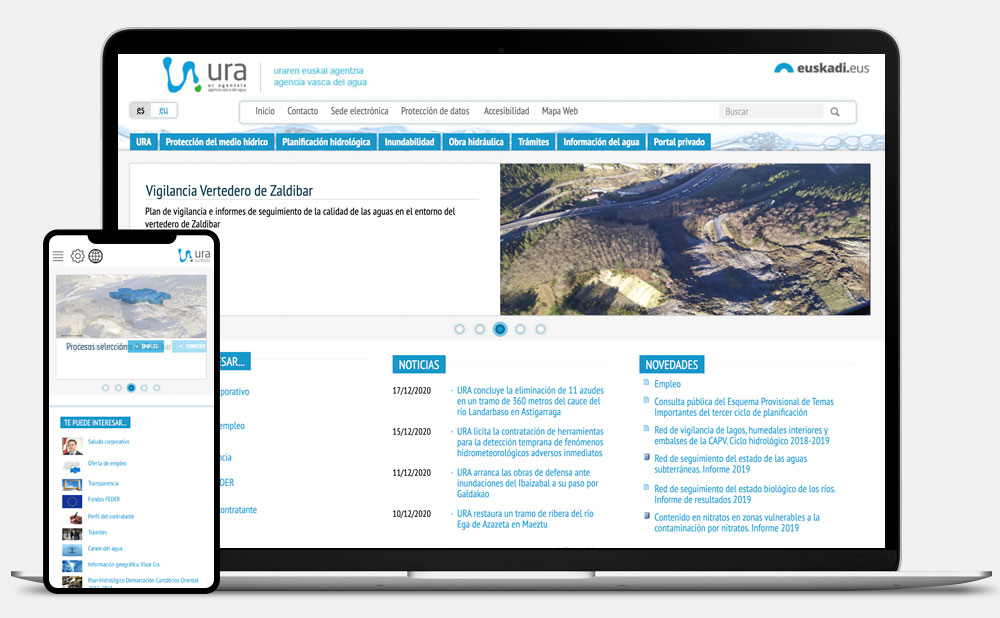 ura
ur agentzia
agencia vasca del agua
uraren euskal agentzia
agencia vasca del agua
euskadi.eus
es eu
Inicio Contacto Sede electrónica Protección de datos Accesibilidad Mapa Web
Buscar
URA Protección del medio hídrico Planificación hidrológica Inundabilidad Obra hidráulica Trámites Información del agua Portal privado
Vigilancia Vertedero de Zaldibar
Plan de vigilancia e informes de seguimiento de la calidad de las aguas en el entorno del
vertedero de Zaldibar
ESAR...
porativo
empleo
cia
DER
contratante
NOTICIAS
17/12/2020 - URA concluye la eliminación de 11 azudes
en un tramo de 360 metros del cauce del
río Landarbaso en Astigarraga
15/12/2020 - URA licita la contratación de herramientas
para la detección temprana de fenómenos
hidrometeorológicos adversos inmediatos
11/12/2020 - URA arranca las obras de defensa ante
inundaciones del Ibaizabal a su paso por
Galdakao
10/12/2020 - URA restaura un tramo de ribera del río
Ega de Azazeta en Maeztu
NOVEDADES
Empleo
Consulta pública del Esquema Provisional de Temas
Importantes del tercer ciclo de planificación
Red de vigilancia de lagos, humedales interiores y
embalses de la CAPV. Ciclo hidrológico 2018-2019
Red de seguimiento del estado de las aguas
subterráneas. Informe 2019
Red de seguimiento del estado biológico de los ríos.
Informe de resultados 2019
Contenido en nitratos en zonas vulnerables a la
contaminación por nitratos. Informe 2019
ura
Procesos selección
TE PUEDE INTERESAR...
Saludo corporativo
Oferta de empleo
Transparencia
Fondos FEDER
Perfil del contratante
Trámites
Canon del agua
Información geográfica. Visor Gis
Plan Hidrológico Demarcación Cantábrico Oriental